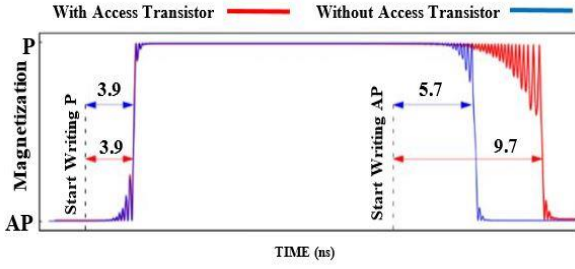 With Access Transistor
Without Access Transistor
Magnetization
P
AP
Start Writing P
3.9
3.9
Start Writing AP
5.7
9.7
TIME (ns)